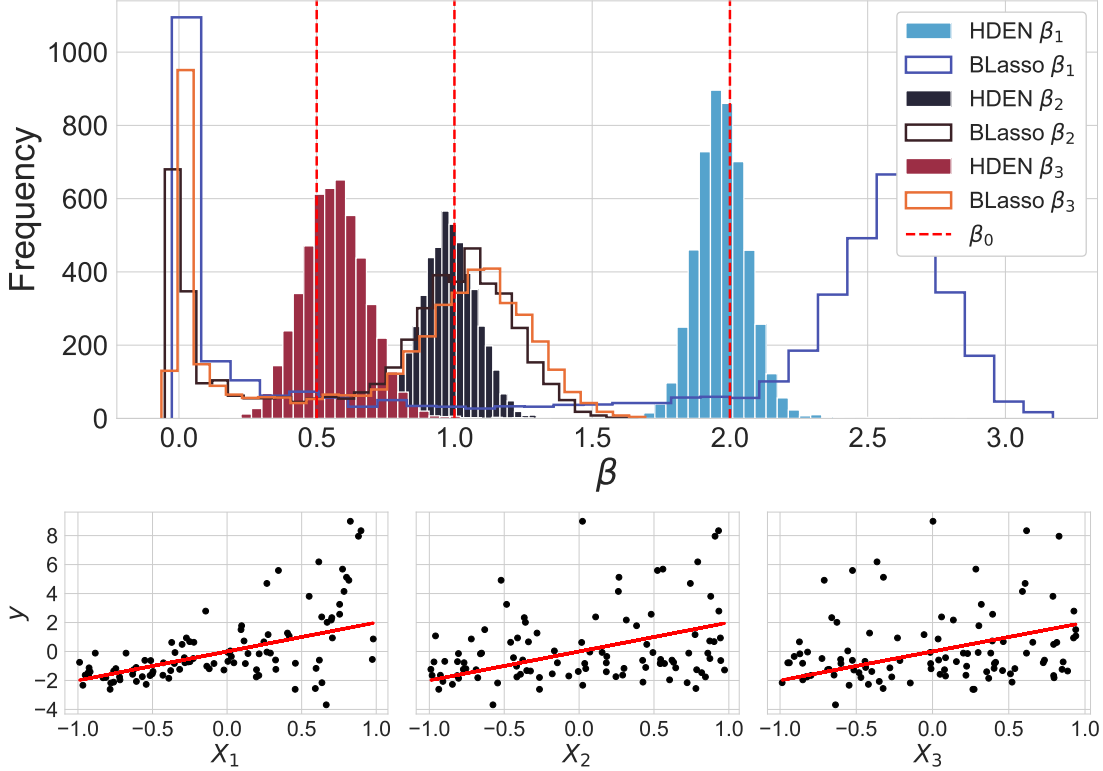 1000
800
600
400
200
0
Frequency
0.0 0.5 1.0 1.5 2.0 2.5 3.0
β
HDEN β₁
BLasso β₁
HDEN β₂
BLasso β₂
HDEN β₃
BLasso β₃
β₀
8
6
4
2
0
−2
−4
y
−1.0 −0.5 0.0 0.5 1.0
X₁
−1.0 −0.5 0.0 0.5 1.0
X₂
−1.0 −0.5 0.0 0.5 1.0
X₃